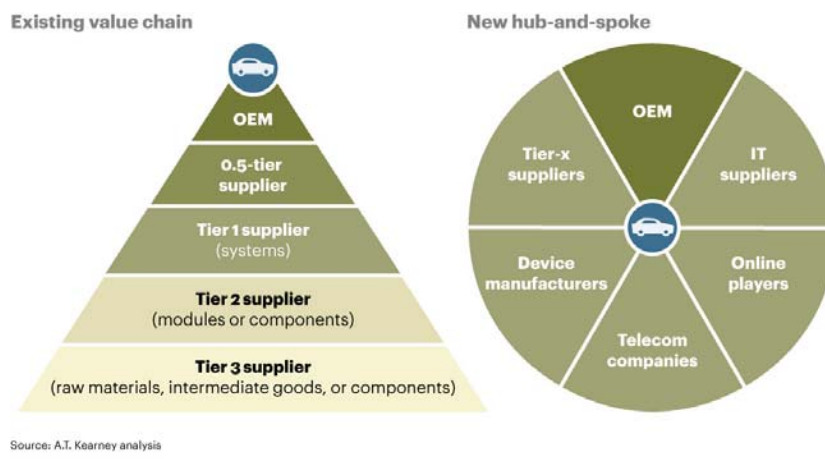 Existing value chain
OEM
0.5-tier
supplier
Tier 1 supplier
(systems)
Tier 2 supplier
(modules or components)
Tier 3 supplier
(raw materials, intermediate goods, or components)
New hub-and-spoke
OEM
IT
suppliers
Online
players
Telecom
companies
Device
manufacturers
Tier-x
suppliers
Source: A.T. Kearney analysis